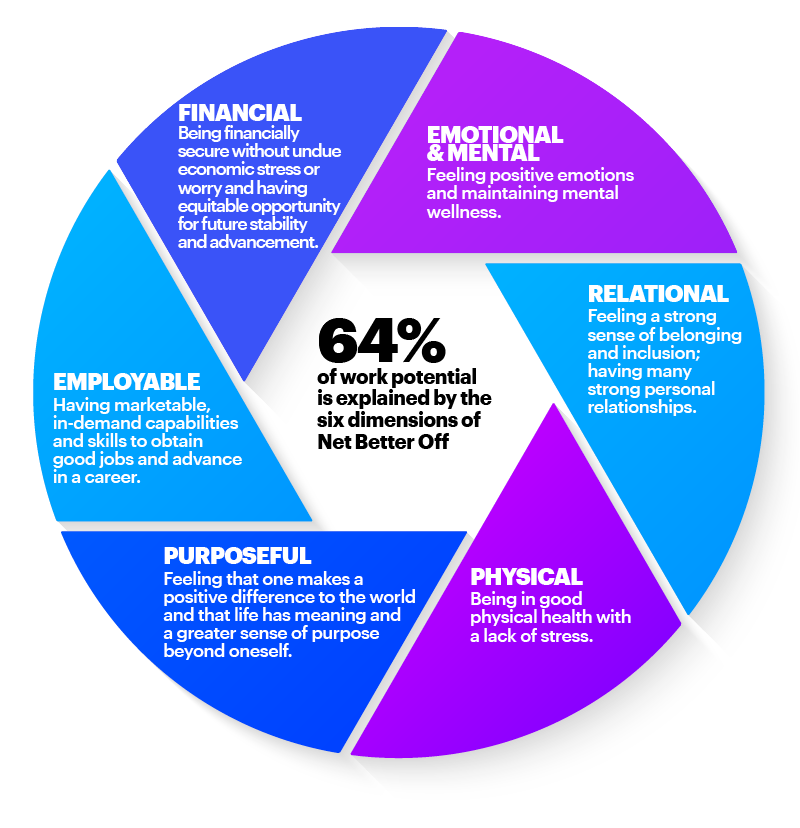 FINANCIAL
Being financially
secure without undue
economic stress or
worry and having
equitable opportunity
for future stability
and advancement.
EMOTIONAL
& MENTAL
Feeling positive emotions
and maintaining mental
wellness.
RELATIONAL
Feeling a strong
sense of belonging
and inclusion;
having many
strong personal
relationships.
64%
of work potential
is explained by the
six dimensions of
Net Better Off
EMPLOYABLE
Having marketable,
in-demand capabilities
and skills to obtain
good jobs and advance
in a career.
PURPOSEFUL
Feeling that one makes a
positive difference to the world
and that life has meaning and
a greater sense of purpose
beyond oneself.
PHYSICAL
Being in good
physical health with
a lack of stress.